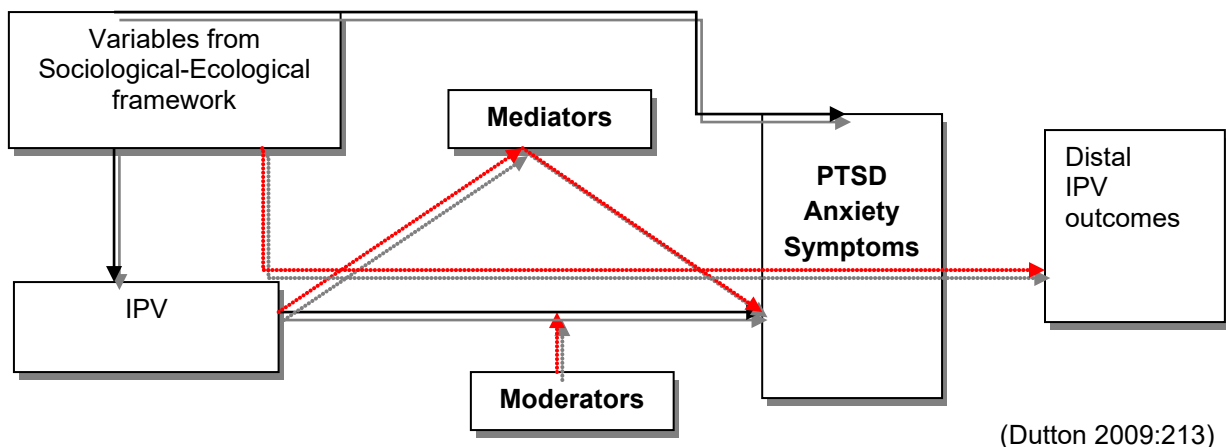 Variables from
Sociological-Ecological
framework
Mediators
PTSD
Anxiety
Symptoms
Distal
IPV
outcomes
IPV
Moderators
(Dutton 2009:213)